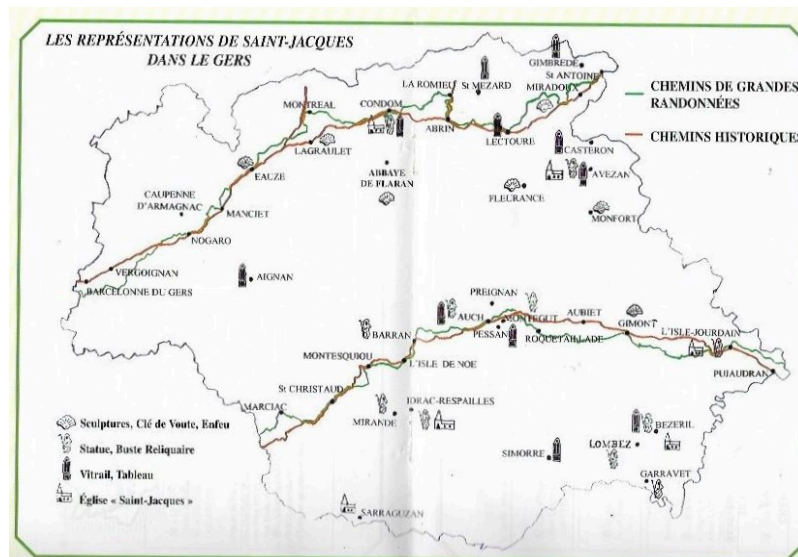 LES REPRÉSENTATIONS DE SAINT-JACQUES
DANS LE GERS
CHEMINS DE GRANDES
RANDONNÉES
CHEMINS HISTORIQUES
GIMBREDE
St ANTOINE
MIRADOUX
St MEZARD
LA ROMIEU
MONTREAL
CONDOM
ABRIN
LECTOURE
LAGRAULET
CASTERON
EAUZE
ABBAYE
DE FLARAN
AVEZAN
FLEURANCE
CAUPENNE
D'ARMAGNAC
MANCIET
MONFORT
NOGARO
VERGOIGNAN
BARCELONNE DU GERS
AIGNAN
PREIGNAN
AUCH
MONTEGUT
AUBIET
GIMONT
L'ISLE-JOURDAIN
PESSAN
ROQUETAILLADE
BARRAN
MONTESQUIOU
L'ISLE DE NOE
PUJAUDRAN
St CHRISTAUD
MARCIAC
IDRAC-RESPAILLES
MIRANDE
BEZERIL
LOMBEZ
SIMORRE
GARRAVET
SARRAGUZAN
Sculptures, Clé de Voute, Enfeu
Statue, Buste Reliquaire
Vitrail, Tableau
Église « Saint-Jacques »